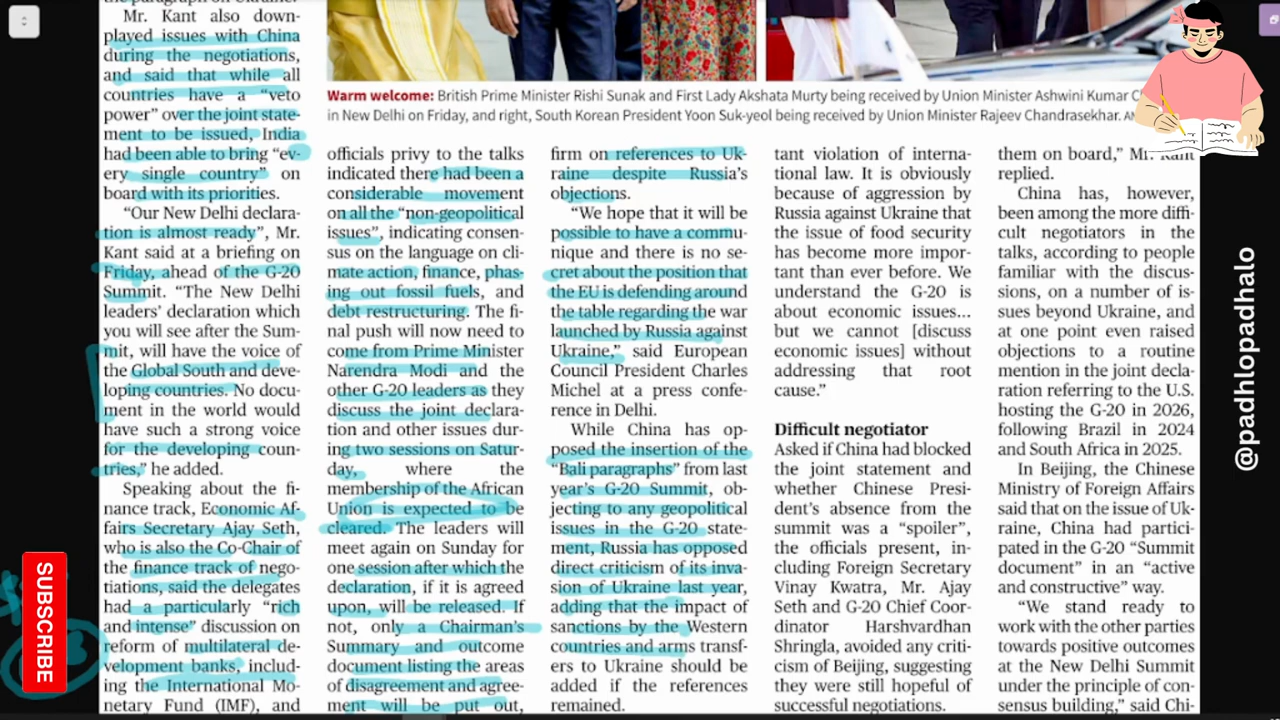 paragraph on Ukraine.
Mr. Kant also down-
played issues with China
during the negotiations,
and said that while all
countries have a “veto
power” over the joint state-
ment to be issued, India
had been able to bring “ev-
ery single country” on
board with its priorities.
“Our New Delhi declara-
tion is almost ready”, Mr.
Kant said at a briefing on
Friday, ahead of the G-20
Summit. “The New Delhi
leaders’ declaration which
you will see after the Sum-
mit, will have the voice of
the Global South and deve-
loping countries. No docu-
ment in the world would
have such a strong voice
for the developing coun-
tries,” he added.
Speaking about the fi-
nance track, Economic Af-
fairs Secretary Ajay Seth,
who is also the Co-Chair of
the finance track of nego-
tiations, said the delegates
had a particularly “rich
and intense” discussion on
reform of multilateral de-
velopment banks, includ-
ing the International Mo-
netary Fund (IMF), and
Warm welcome: British Prime Minister Rishi Sunak and First Lady Akshata Murty being received by Union Minister Ashwini Kumar
in New Delhi on Friday, and right, South Korean President Yoon Suk-yeol being received by Union Minister Rajeev Chandrasekhar.
officials privy to the talks
indicated there had been a
considerable movement
on all the “non-geopolitical
issues”, indicating consen-
sus on the language on cli-
mate action, finance, phas-
ing out fossil fuels, and
debt restructuring. The fi-
nal push will now need to
come from Prime Minister
Narendra Modi and the
other G-20 leaders as they
discuss the joint declara-
tion and other issues dur-
ing two sessions on Satur-
day, where the
membership of the African
Union is expected to be
cleared. The leaders will
meet again on Sunday for
one session after which the
declaration, if it is agreed
upon, will be released. If
not, only a Chairman’s
Summary and outcome
document listing the areas
of disagreement and agree-
ment will be put out,
firm on references to Uk-
raine despite Russia’s
objections.
“We hope that it will be
possible to have a commu-
nique and there is no se-
cret about the position that
the EU is defending around
the table regarding the war
launched by Russia against
Ukraine,” said European
Council President Charles
Michel at a press confe-
rence in Delhi.
While China has op-
posed the insertion of the
“Bali paragraphs” from last
year’s G-20 Summit, ob-
jecting to any geopolitical
issues in the G-20 state-
ment, Russia has opposed
direct criticism of its inva-
sion of Ukraine last year,
adding that the impact of
sanctions by the Western
countries and arms transf-
ers to Ukraine should be
added if the references
remained.
tant violation of interna-
tional law. It is obviously
because of aggression by
Russia against Ukraine that
the issue of food security
has become more impor-
tant than ever before. We
understand the G-20 is
about economic issues...
but we cannot [discuss
economic issues] without
addressing that root
cause.”
Difficult negotiator
Asked if China had blocked
the joint statement and
whether Chinese Presi-
dent’s absence from the
summit was a “spoiler”,
the officials present, in-
cluding Foreign Secretary
Vinay Kwatra, Mr. Ajay
Seth and G-20 Chief Coor-
dinator Harshvardhan
Shringla, avoided any criti-
cism of Beijing, suggesting
they were still hopeful of
successful negotiations.
them on board,” Mr. Kant
replied.
China has, however,
been among the more diffi-
cult negotiators in the
talks, according to people
familiar with the discus-
sions, on a number of is-
sues beyond Ukraine, and
at one point even raised
objections to a routine
mention in the joint decla-
ration referring to the U.S.
hosting the G-20 in 2026,
following Brazil in 2024
and South Africa in 2025.
In Beijing, the Chinese
Ministry of Foreign Affairs
said that on the issue of Uk-
raine, China had partici-
pated in the G-20 “Summit
document” in an “active
and constructive” way.
“We stand ready to
work with the other parties
towards positive outcomes
at the New Delhi Summit
under the principle of con-
sensus building,” said Chi-
@padhlopadhalo
SUBSCRIBE